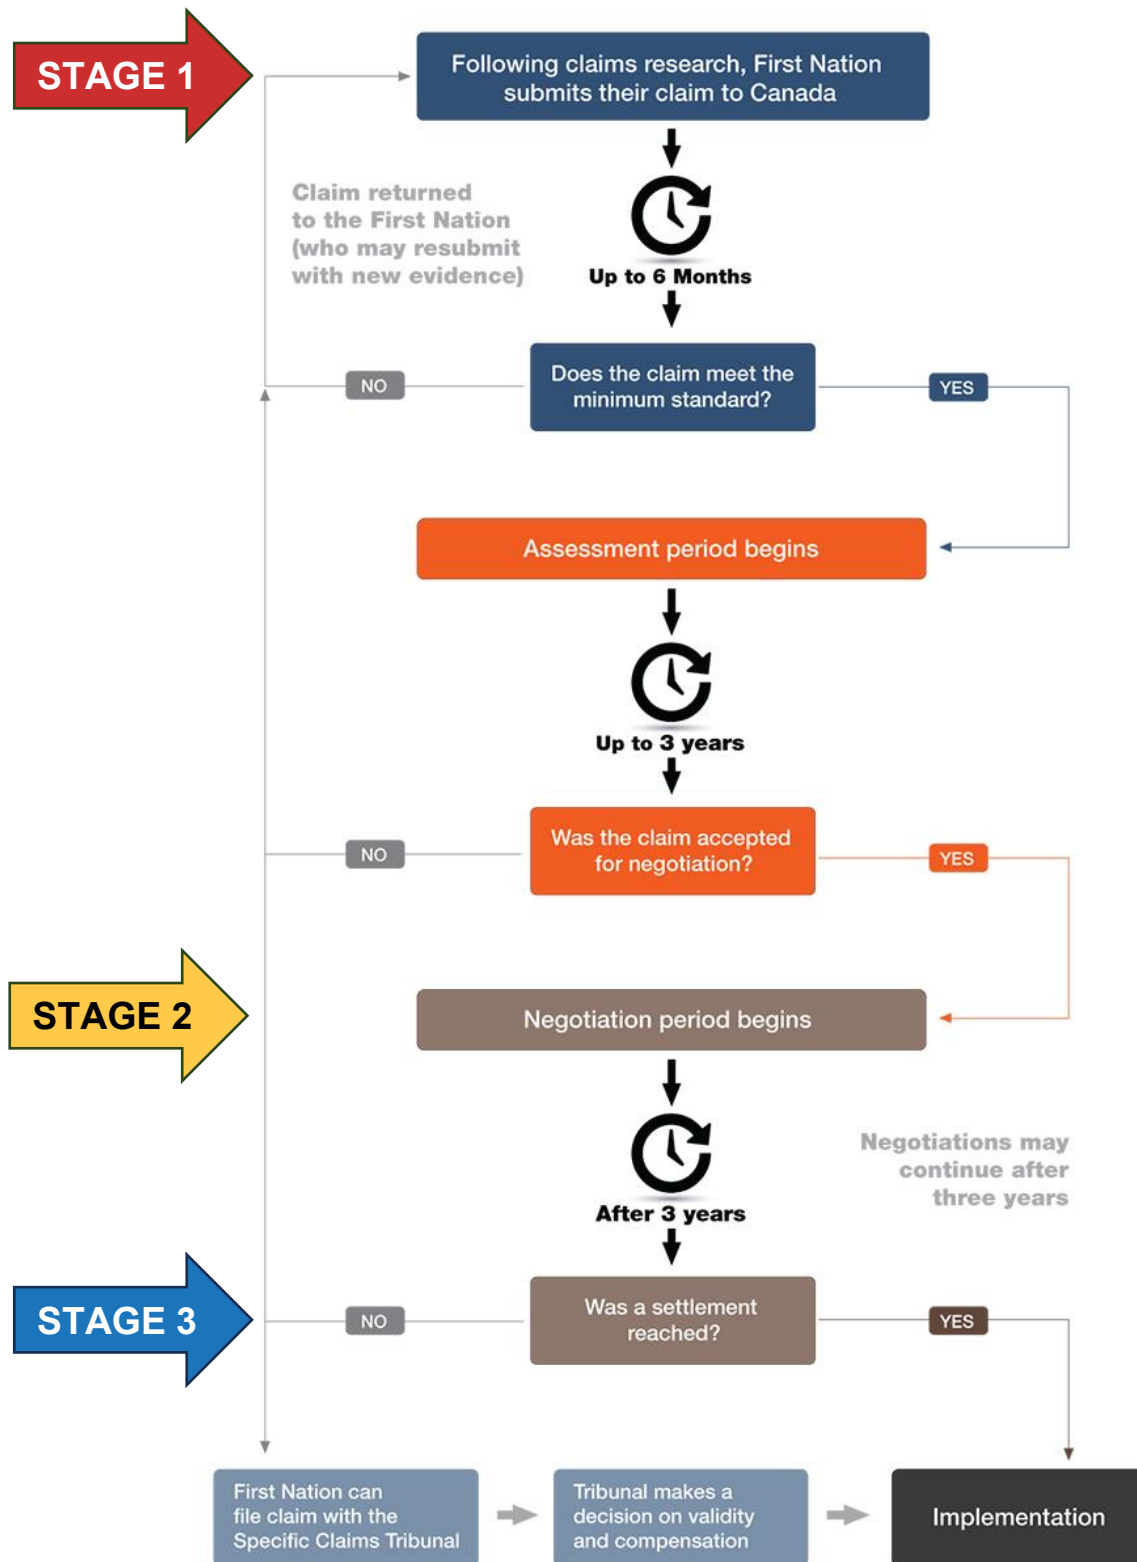 STAGE 1
Following claims research, First Nation
submits their claim to Canada
Claim returned
to the First Nation
(who may resubmit
with new evidence)
Up to 6 Months
Does the claim meet the
minimum standard?
NO
YES
Assessment period begins
Up to 3 years
Was the claim accepted
for negotiation?
NO
YES
STAGE 2
Negotiation period begins
Negotiations may
continue after
three years
After 3 years
STAGE 3
Was a settlement
reached?
NO
YES
First Nation can
file claim with the
Specific Claims Tribunal
Tribunal makes a
decision on validity
and compensation
Implementation